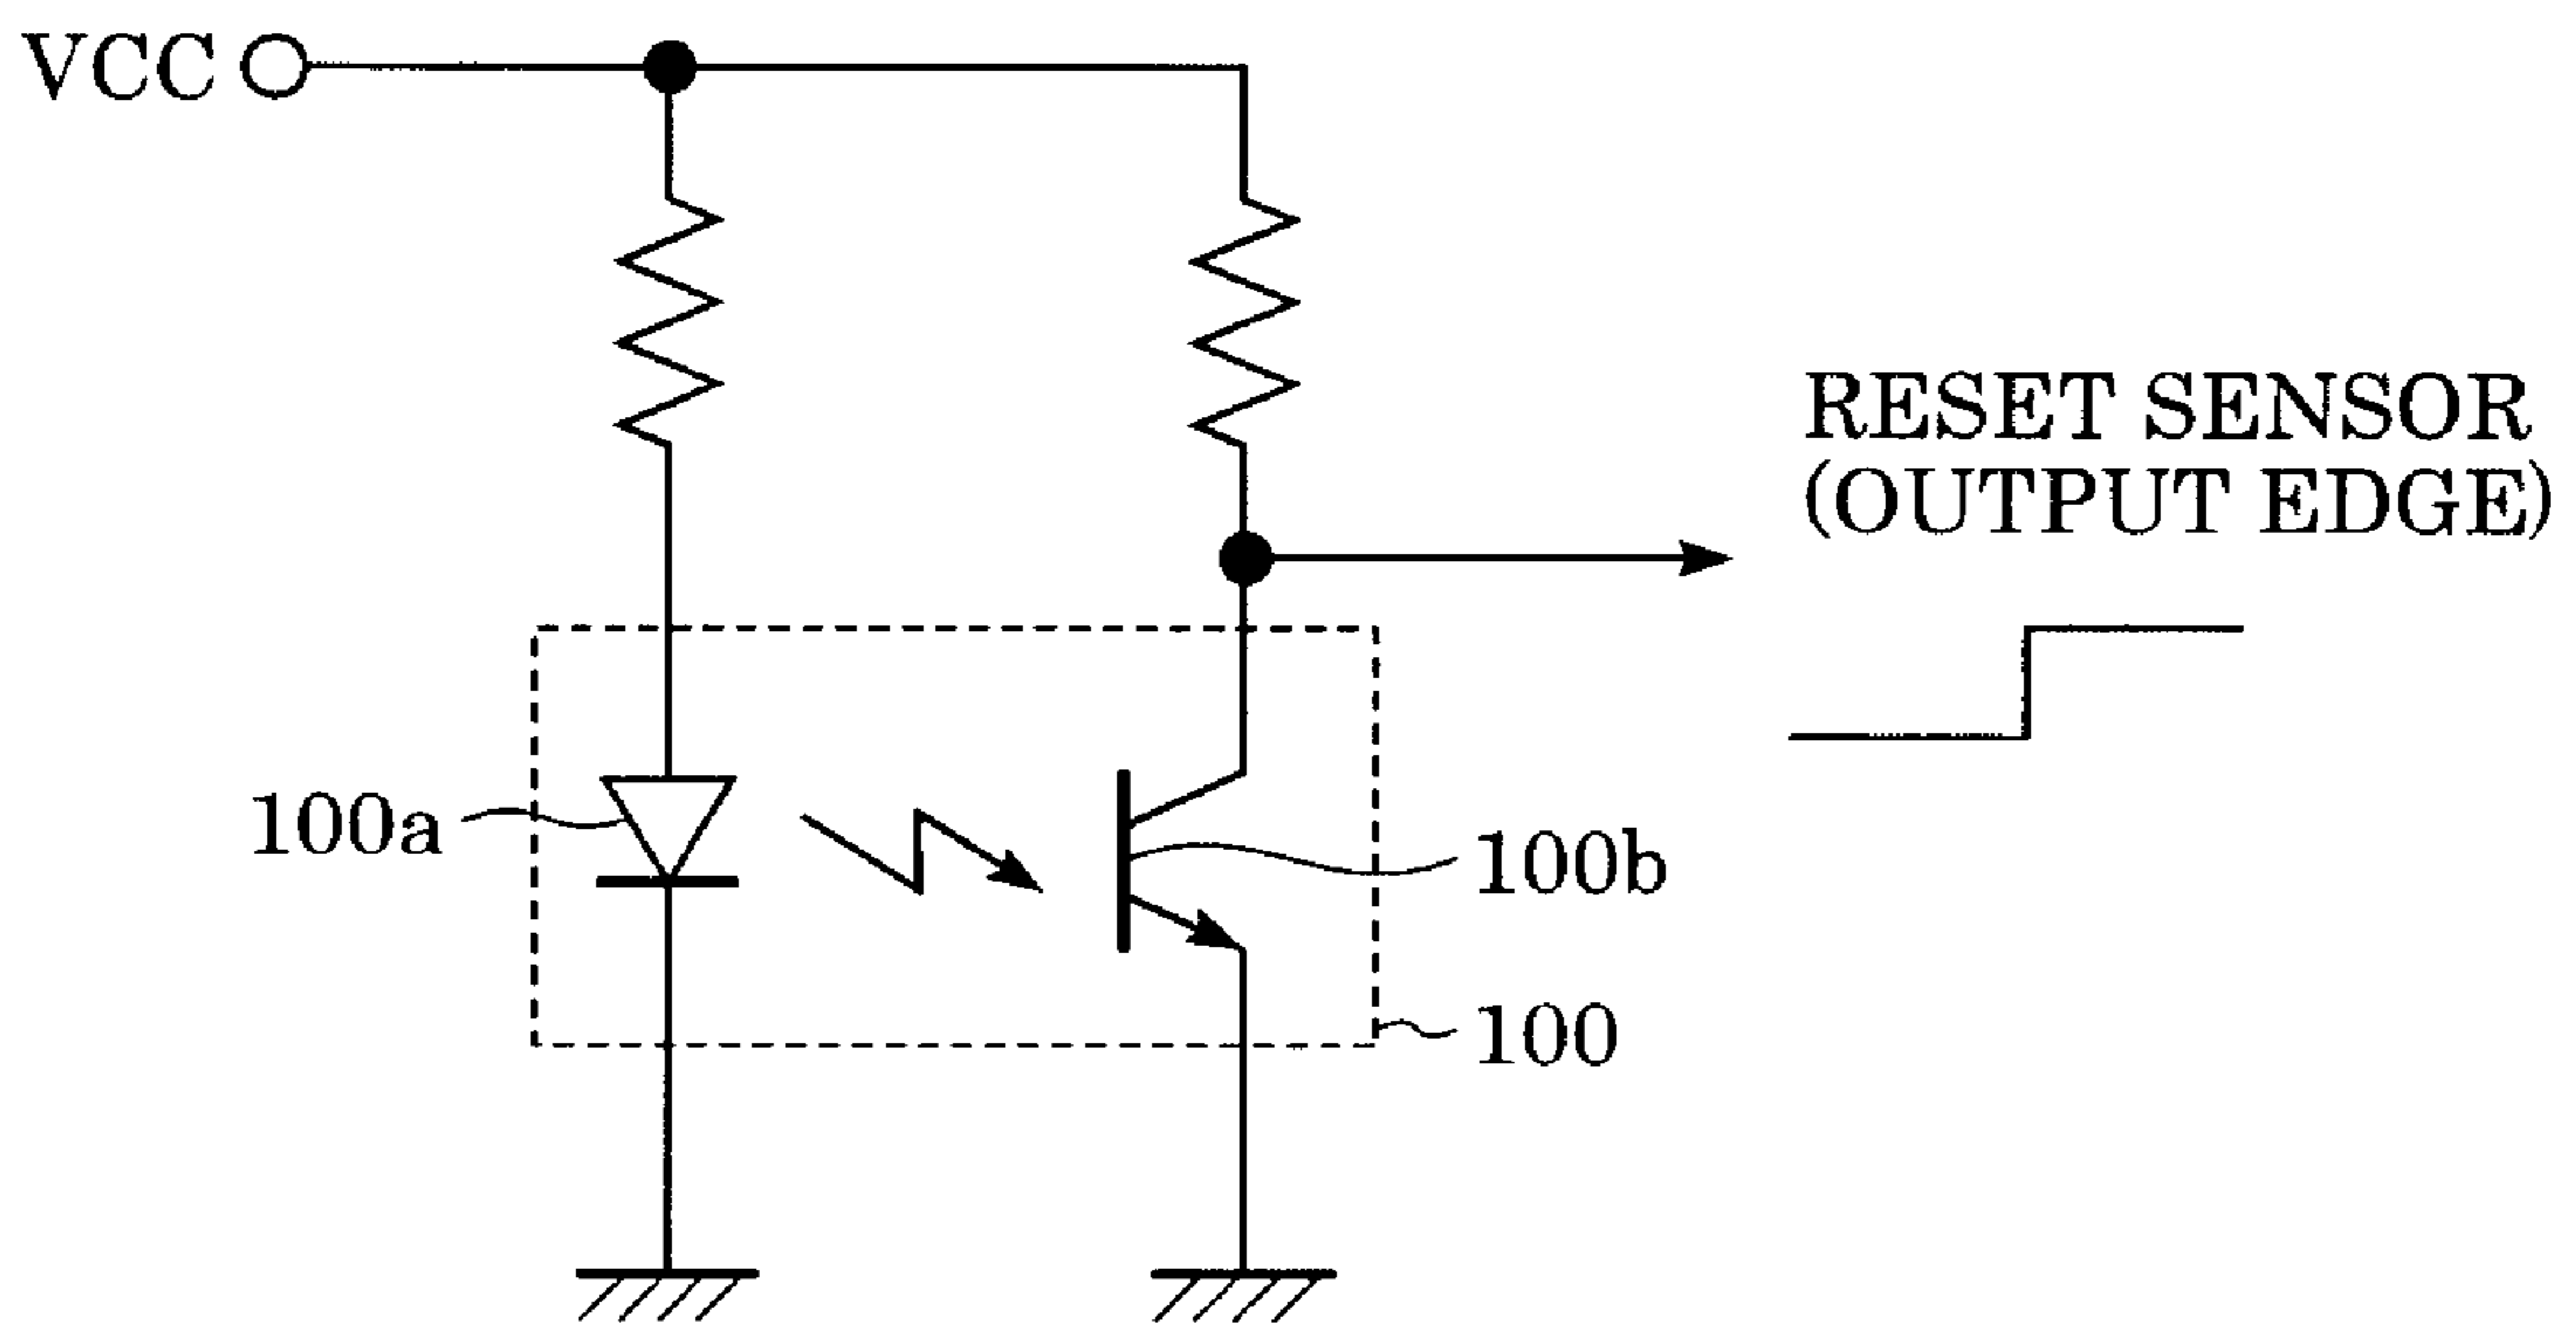 VCC
RESET SENSOR
(OUTPUT EDGE)
100a
100b
100